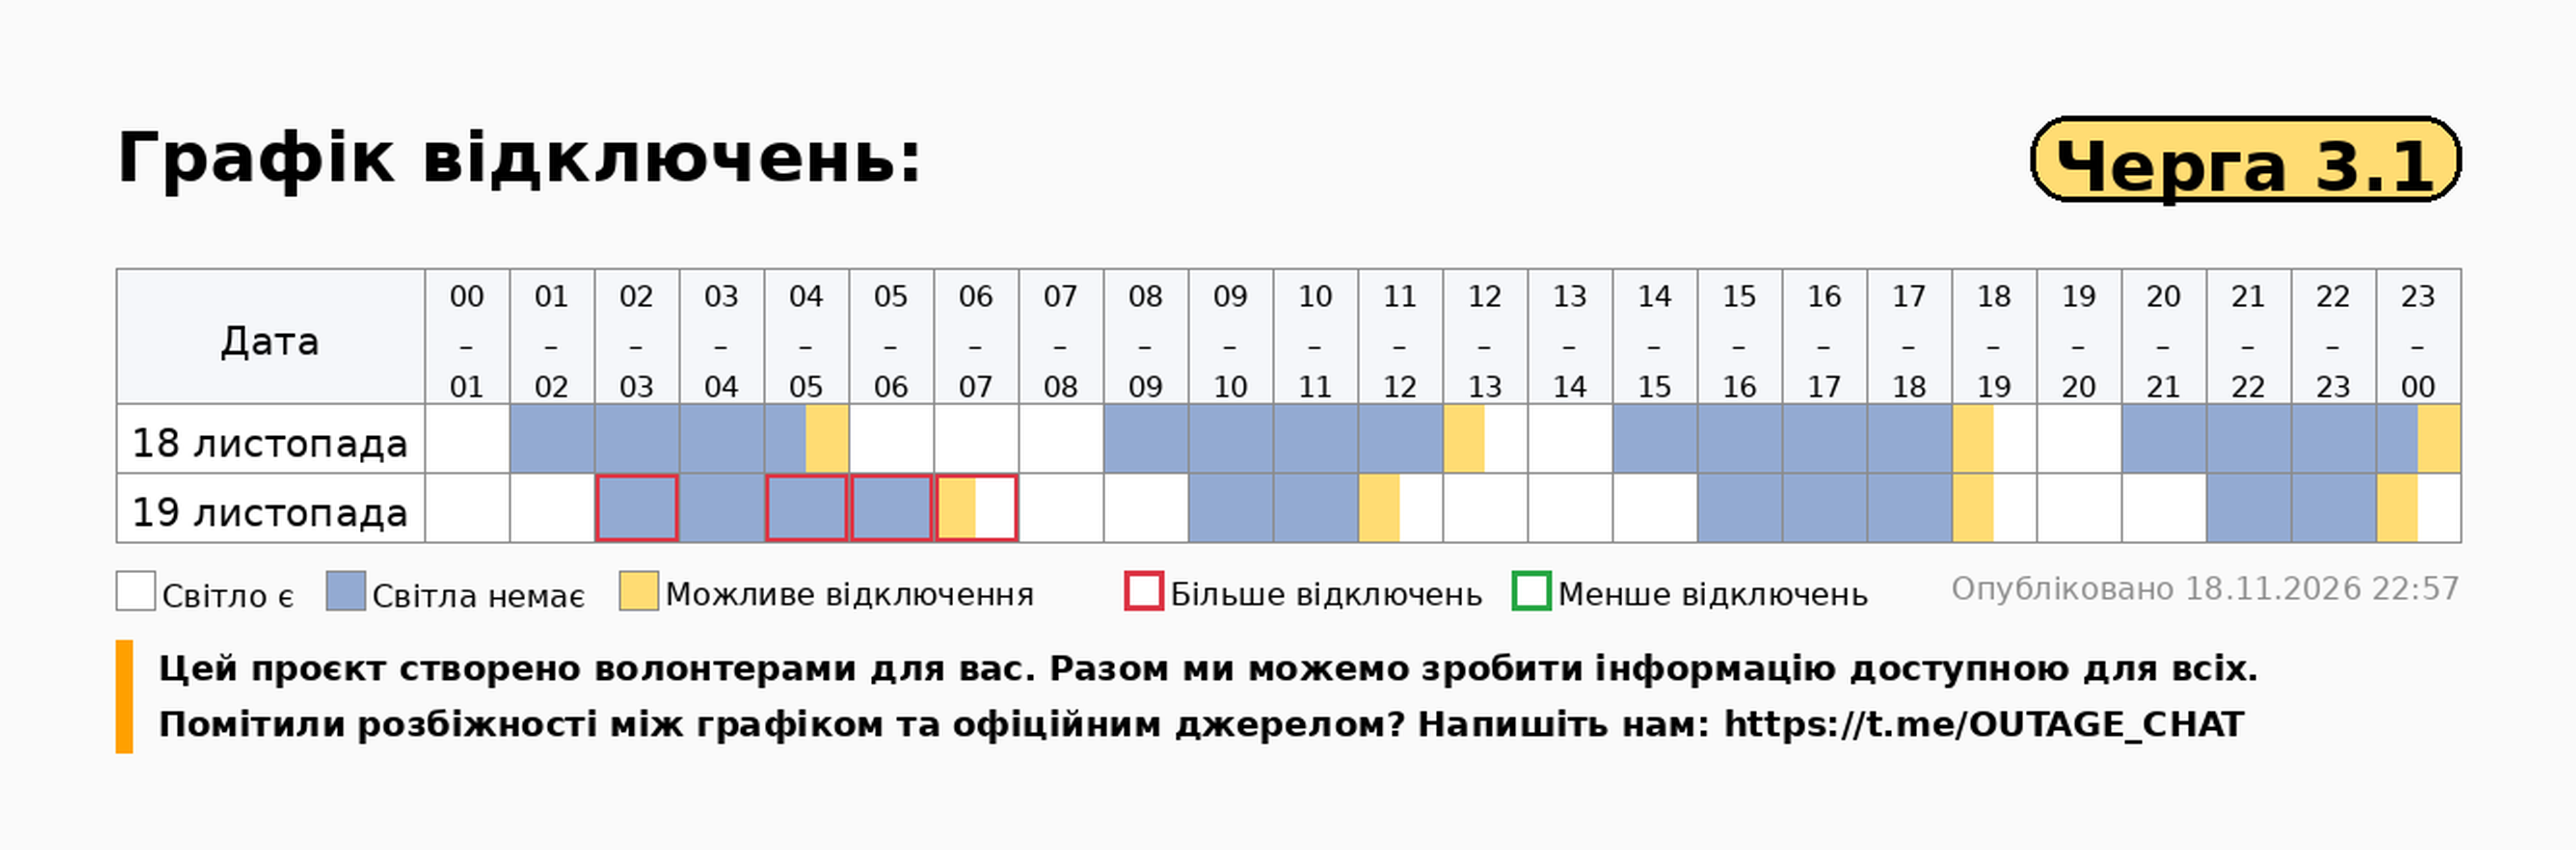 Графік відключень:
Черга 3.1
Дата
00 – 01
01 – 02
02 – 03
03 – 04
04 – 05
05 – 06
06 – 07
07 – 08
08 – 09
09 – 10
10 – 11
11 – 12
12 – 13
13 – 14
14 – 15
15 – 16
16 – 17
17 – 18
18 – 19
19 – 20
20 – 21
21 – 22
22 – 23
23 – 00
18 листопада
19 листопада
Світло є
Світла немає
Можливе відключення
Більше відключень
Менше відключень
Опубліковано 18.11.2026 22:57
Цей проєкт створено волонтерами для вас. Разом ми можемо зробити інформацію доступною для всіх.
Помітили розбіжності між графіком та офіційним джерелом? Напишіть нам: https://t.me/OUTAGE_CHAT